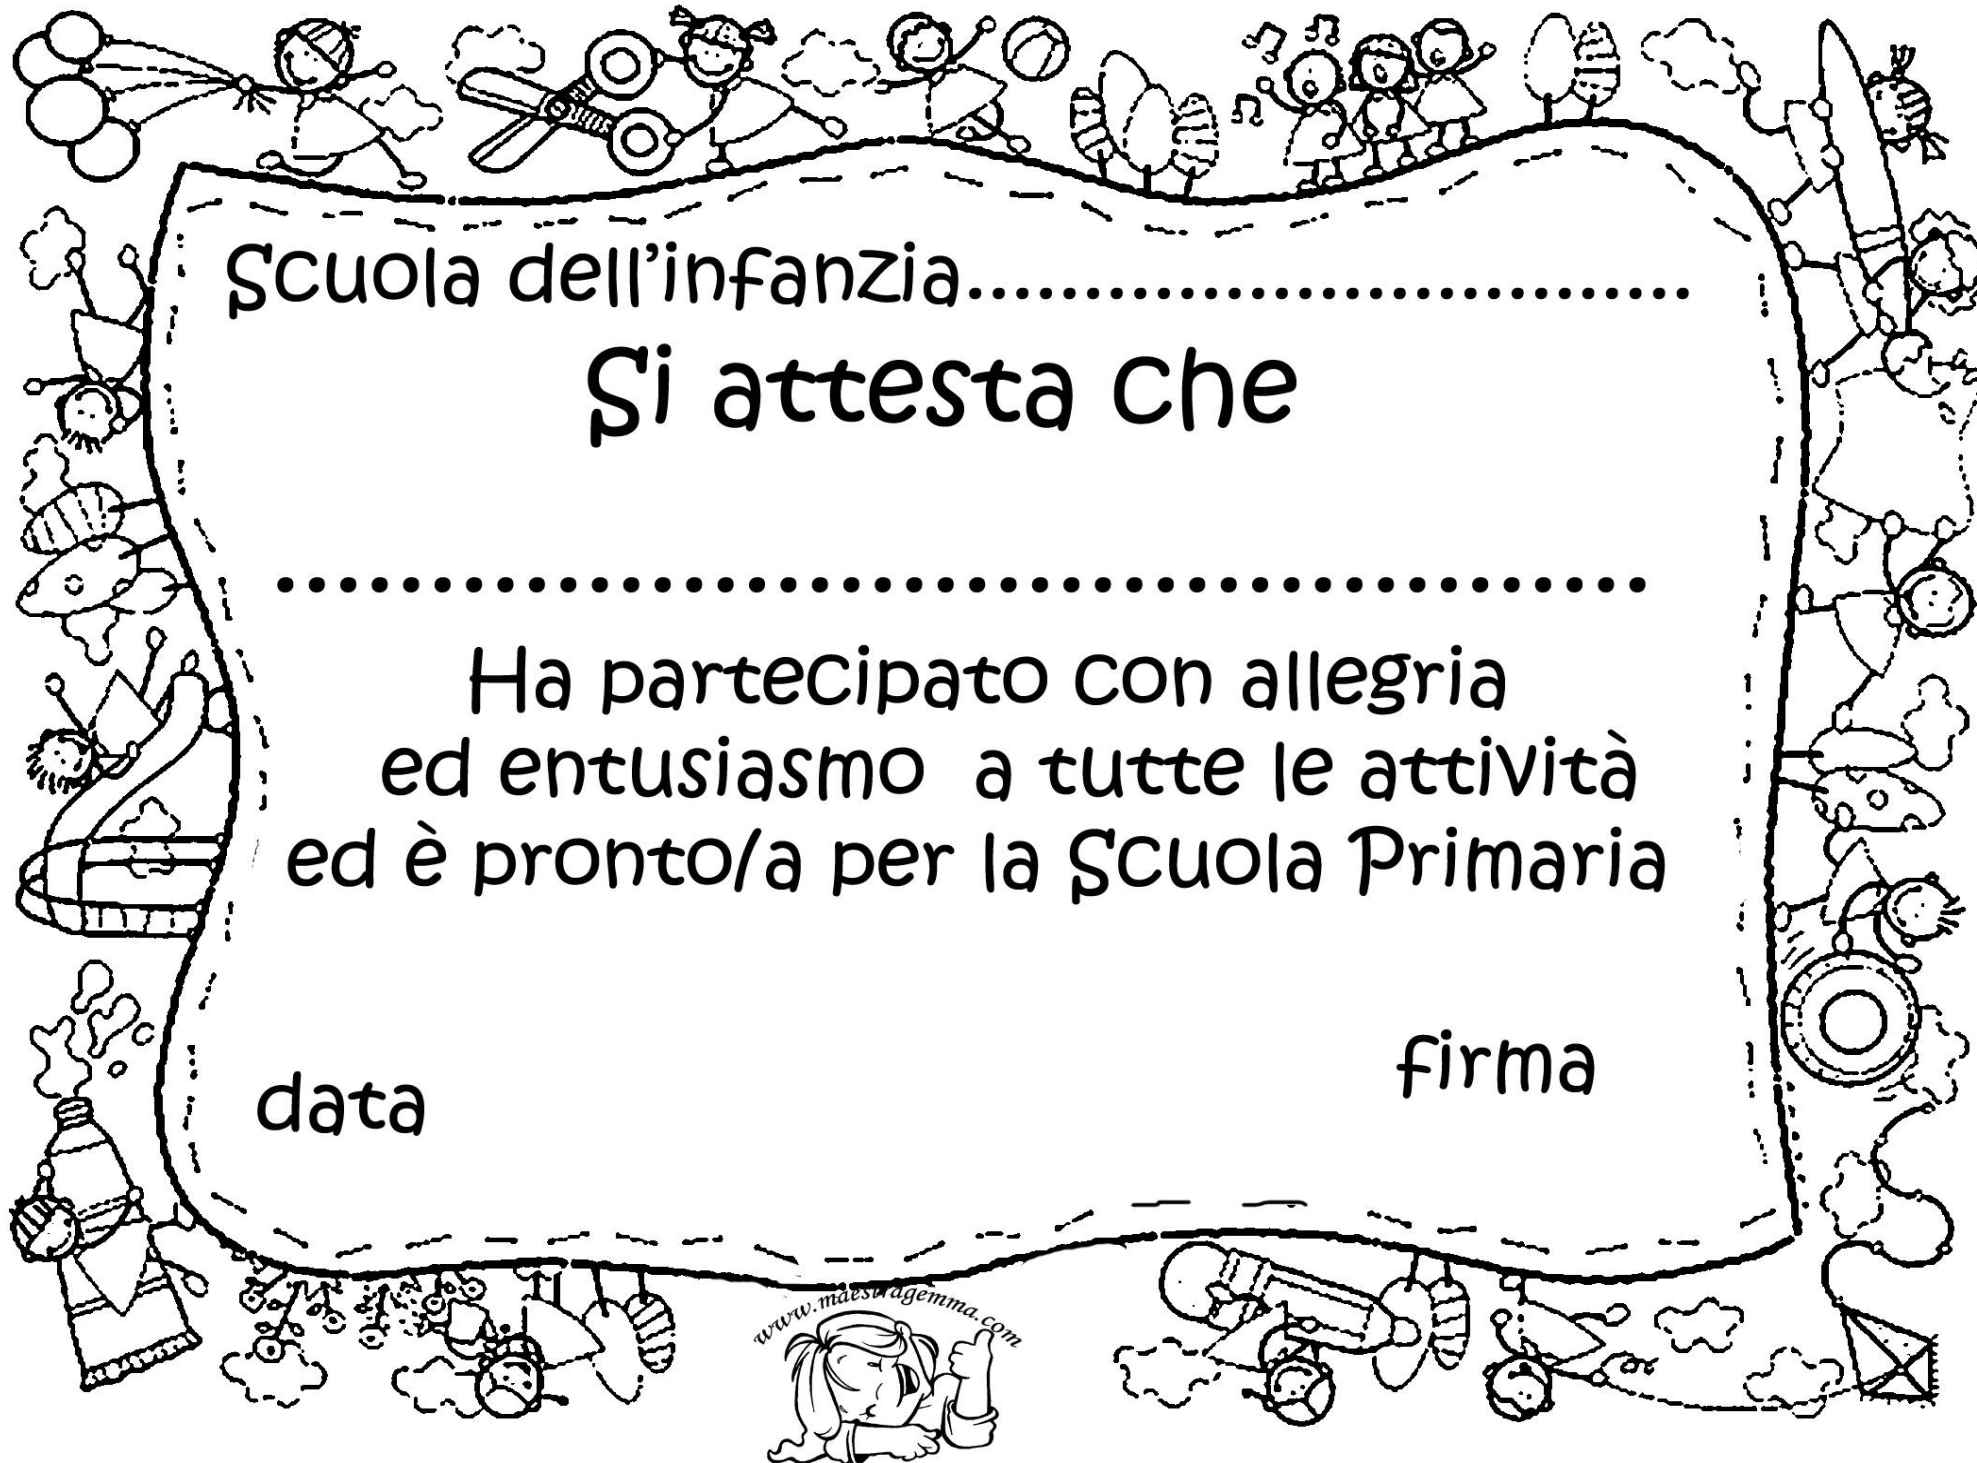 Scuola dell'infanzia...............................
Si attesta che
............................................
Ha partecipato con allegria
ed entusiasmo a tutte le attività
ed è pronto/a per la Scuola Primaria
firma
data
www.maestragemma.com